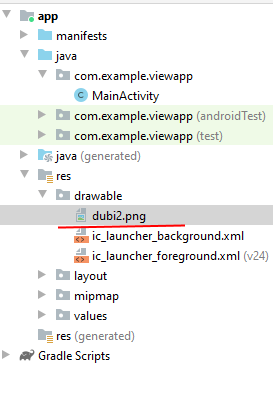 app
manifests
java
com.example.viewapp
MainActivity
com.example.viewapp (androidTest)
com.example.viewapp (test)
java (generated)
res
drawable
dubi2.png
ic_launcher_background.xml
ic_launcher_foreground.xml (v24)
layout
mipmap
values
res (generated)
Gradle Scripts